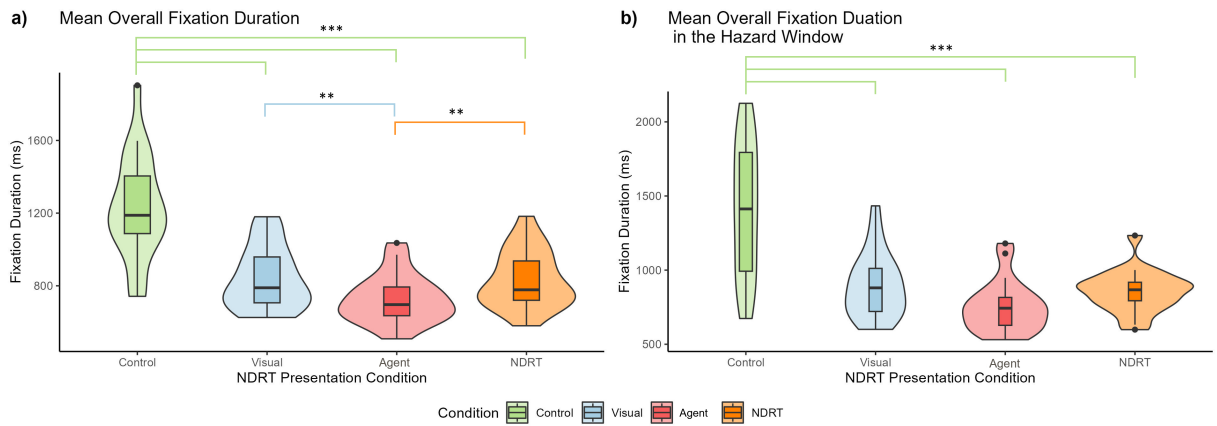 a)
Mean Overall Fixation Duration
***
**
**
Fixation Duration (ms)
1600
1200
800
Control Visual Agent NDRT
NDRT Presentation Condition
b)
Mean Overall Fixation Duation
in the Hazard Window
***
Fixation Duration (ms)
2000
1500
1000
500
Control Visual Agent NDRT
NDRT Presentation Condition
Condition Control Visual Agent NDRT